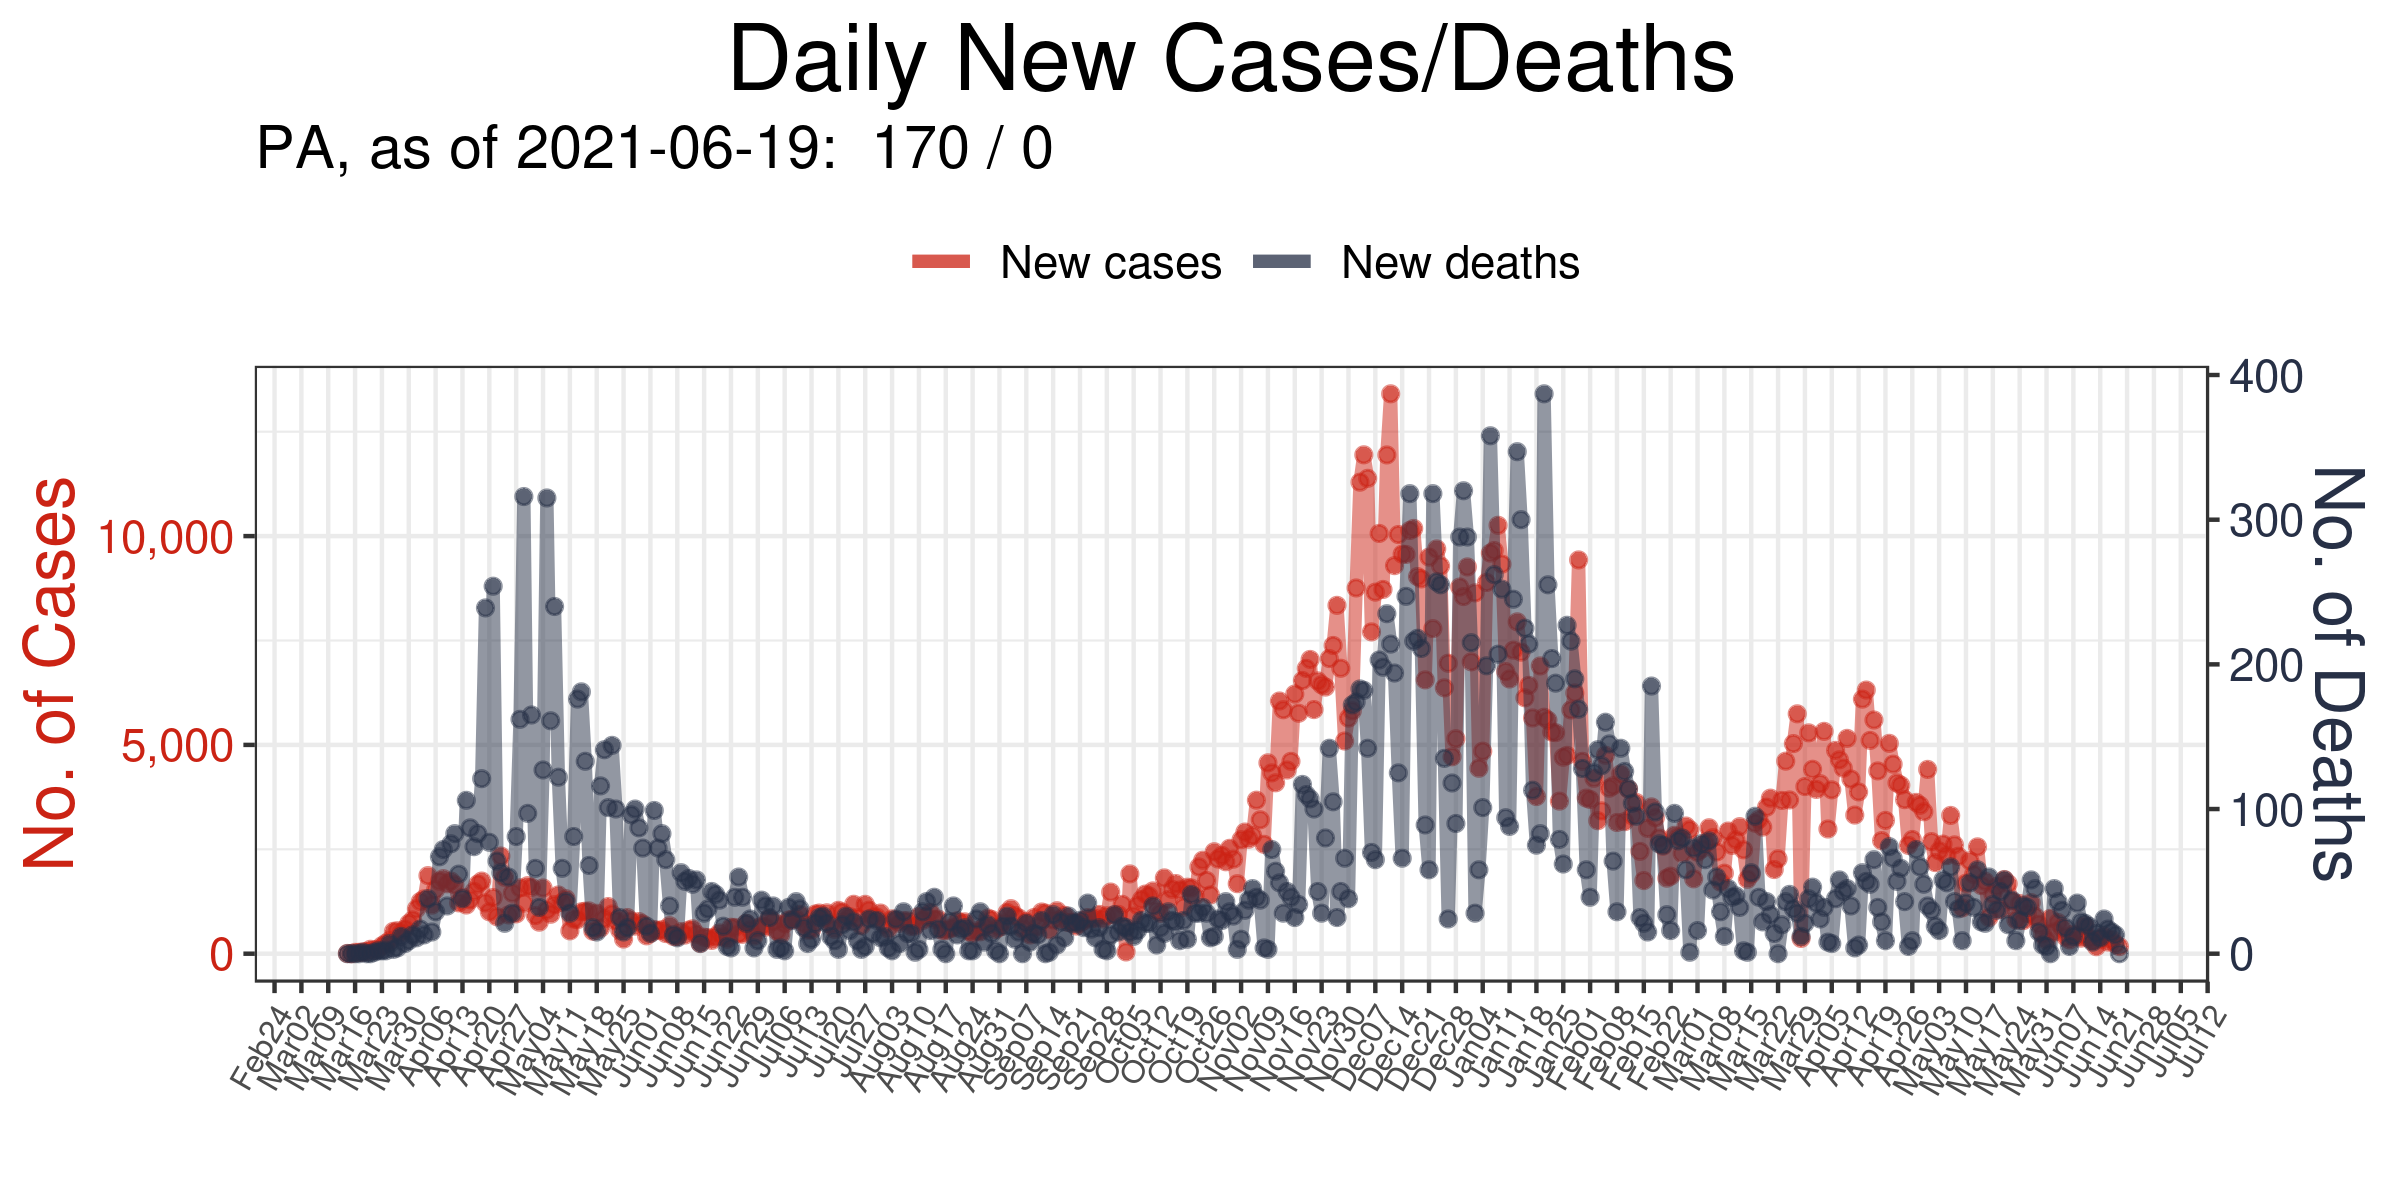 Daily New Cases/Deaths
PA, as of 2021-06-19:  170 / 0
New cases
New deaths
No. of Cases
10,000
5,000
0
400
300
200
100
0
No. of Deaths
Feb24
Mar02
Mar09
Mar16
Mar23
Mar30
Apr06
Apr13
Apr20
Apr27
May04
May11
May18
May25
Jun01
Jun08
Jun15
Jun22
Jun29
Jul06
Jul13
Jul20
Jul27
Aug03
Aug10
Aug17
Aug24
Aug31
Sep07
Sep14
Sep21
Sep28
Oct05
Oct12
Oct19
Oct26
Nov02
Nov09
Nov16
Nov23
Nov30
Dec07
Dec14
Dec21
Dec28
Jan04
Jan11
Jan18
Jan25
Feb01
Feb08
Feb15
Feb22
Mar01
Mar08
Mar15
Mar22
Mar29
Apr05
Apr12
Apr19
Apr26
May03
May10
May17
May24
May31
Jun07
Jun14
Jun21
Jun28
Jul05
Jul12